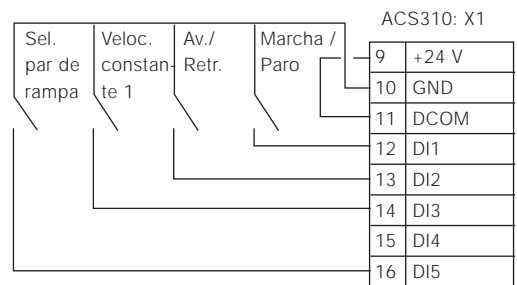 ACS310: X1
Sel.
par de
rampa
Veloc.
constan-
te 1
Av./
Retr.
Marcha /
Paro
9 +24 V
10 GND
11 DCOM
12 DI1
13 DI2
14 DI3
15 DI4
16 DI5